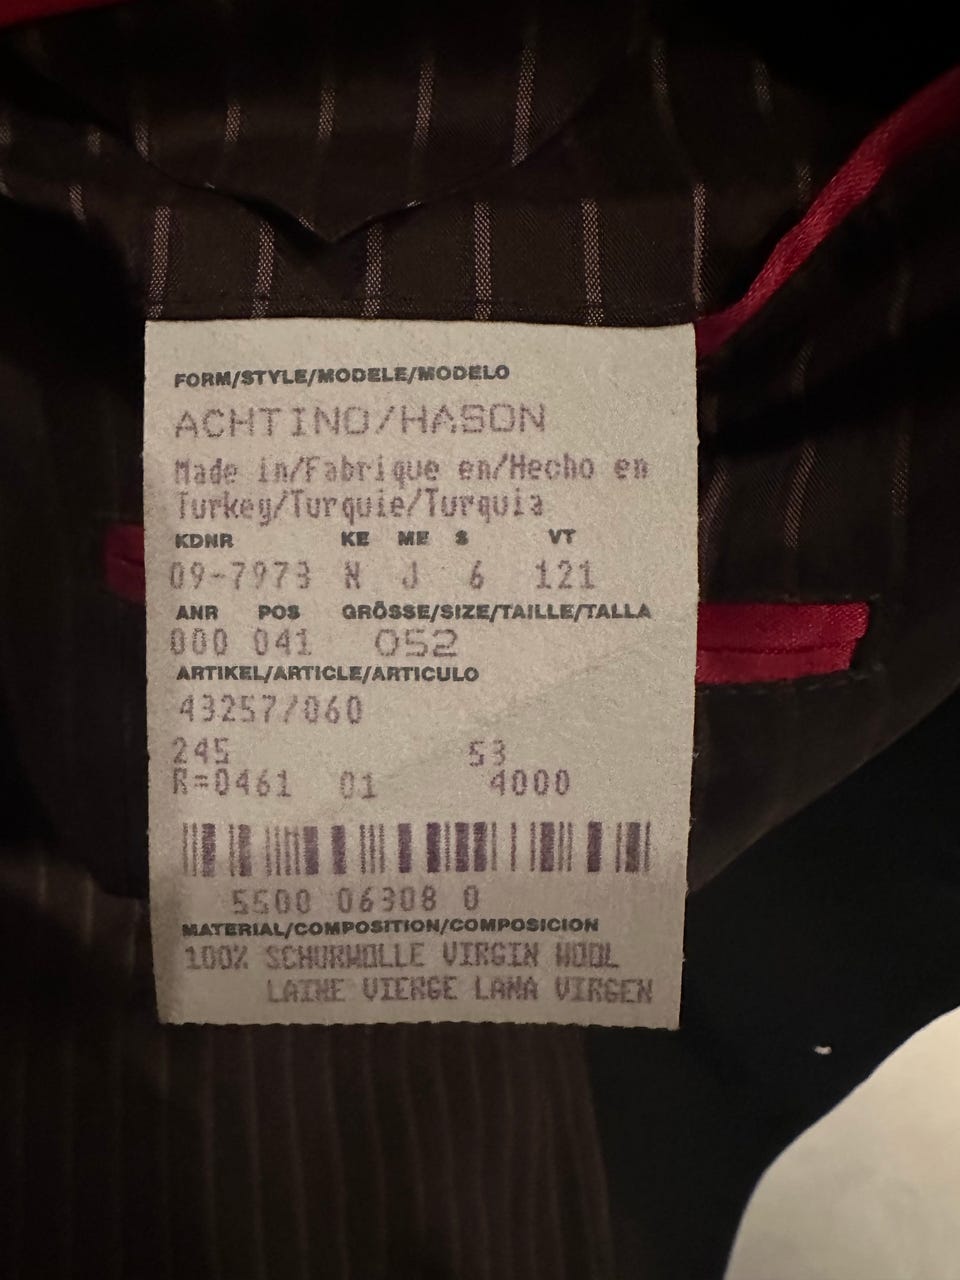 FORM/STYLE/MODELE/MODELO
ACHTINO/HASON
Made in/Fabrique en/Hecho en
Turkey/Turquie/Turquia
KDNR KE ME S VT
09-7973 N J 6 121
ANR POS GRÖSSE/SIZE/TAILLE/TALLA
000 041 052
ARTIKEL/ARTICLE/ARTICULO
43257/060
245 53
R=0461 01 4000
5500 06308 0
MATERIAL/COMPOSITION/COMPOSICION
100% SCHURWOLLE VIRGIN WOOL
LAINE VIERGE LANA VIRGEN